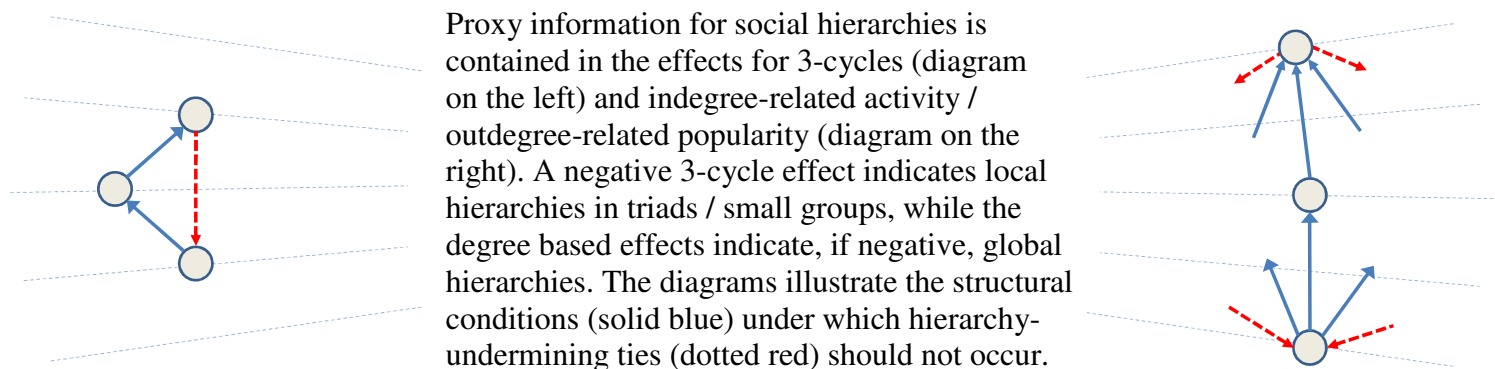 Proxy information for social hierarchies is
contained in the effects for 3-cycles (diagram
on the left) and indegree-related activity /
outdegree-related popularity (diagram on the
right). A negative 3-cycle effect indicates local
hierarchies in triads / small groups, while the
degree based effects indicate, if negative, global
hierarchies. The diagrams illustrate the structural
conditions (solid blue) under which hierarchy-
undermining ties (dotted red) should not occur.